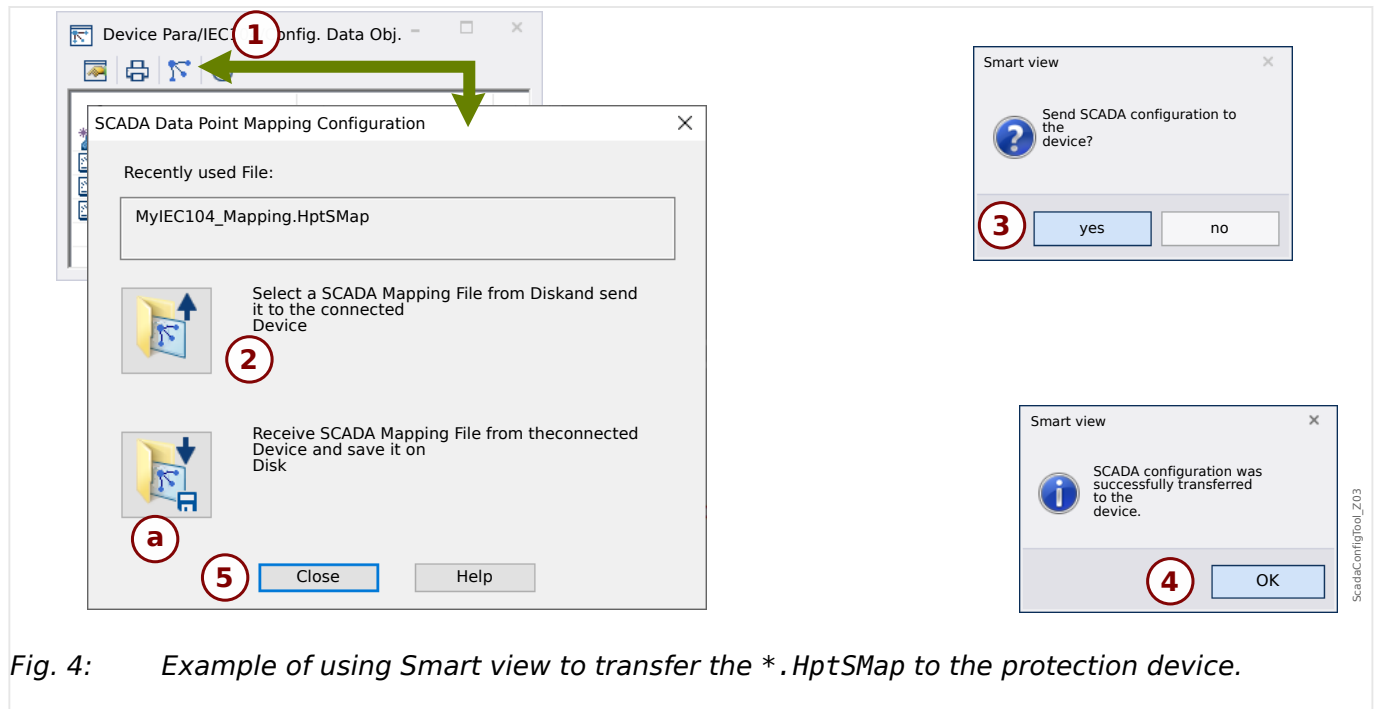 Device Para/IEC1 onfig. Data Obj.
1
SCADA Data Point Mapping Configuration
Recently used File:
MyIEC104_Mapping.HptSMap
Select a SCADA Mapping File from Diskand send
it to the connected
Device
2
Receive SCADA Mapping File from theconnected
Device and save it on
Disk
a
5
Close
Help
Smart view
Send SCADA configuration to
the
device?
3
yes
no
Smart view
SCADA configuration was
successfully transferred
to the
device.
4
OK
ScadaConfigTool_Z03
Fig. 4: Example of using Smart view to transfer the *.HptSMap to the protection device.